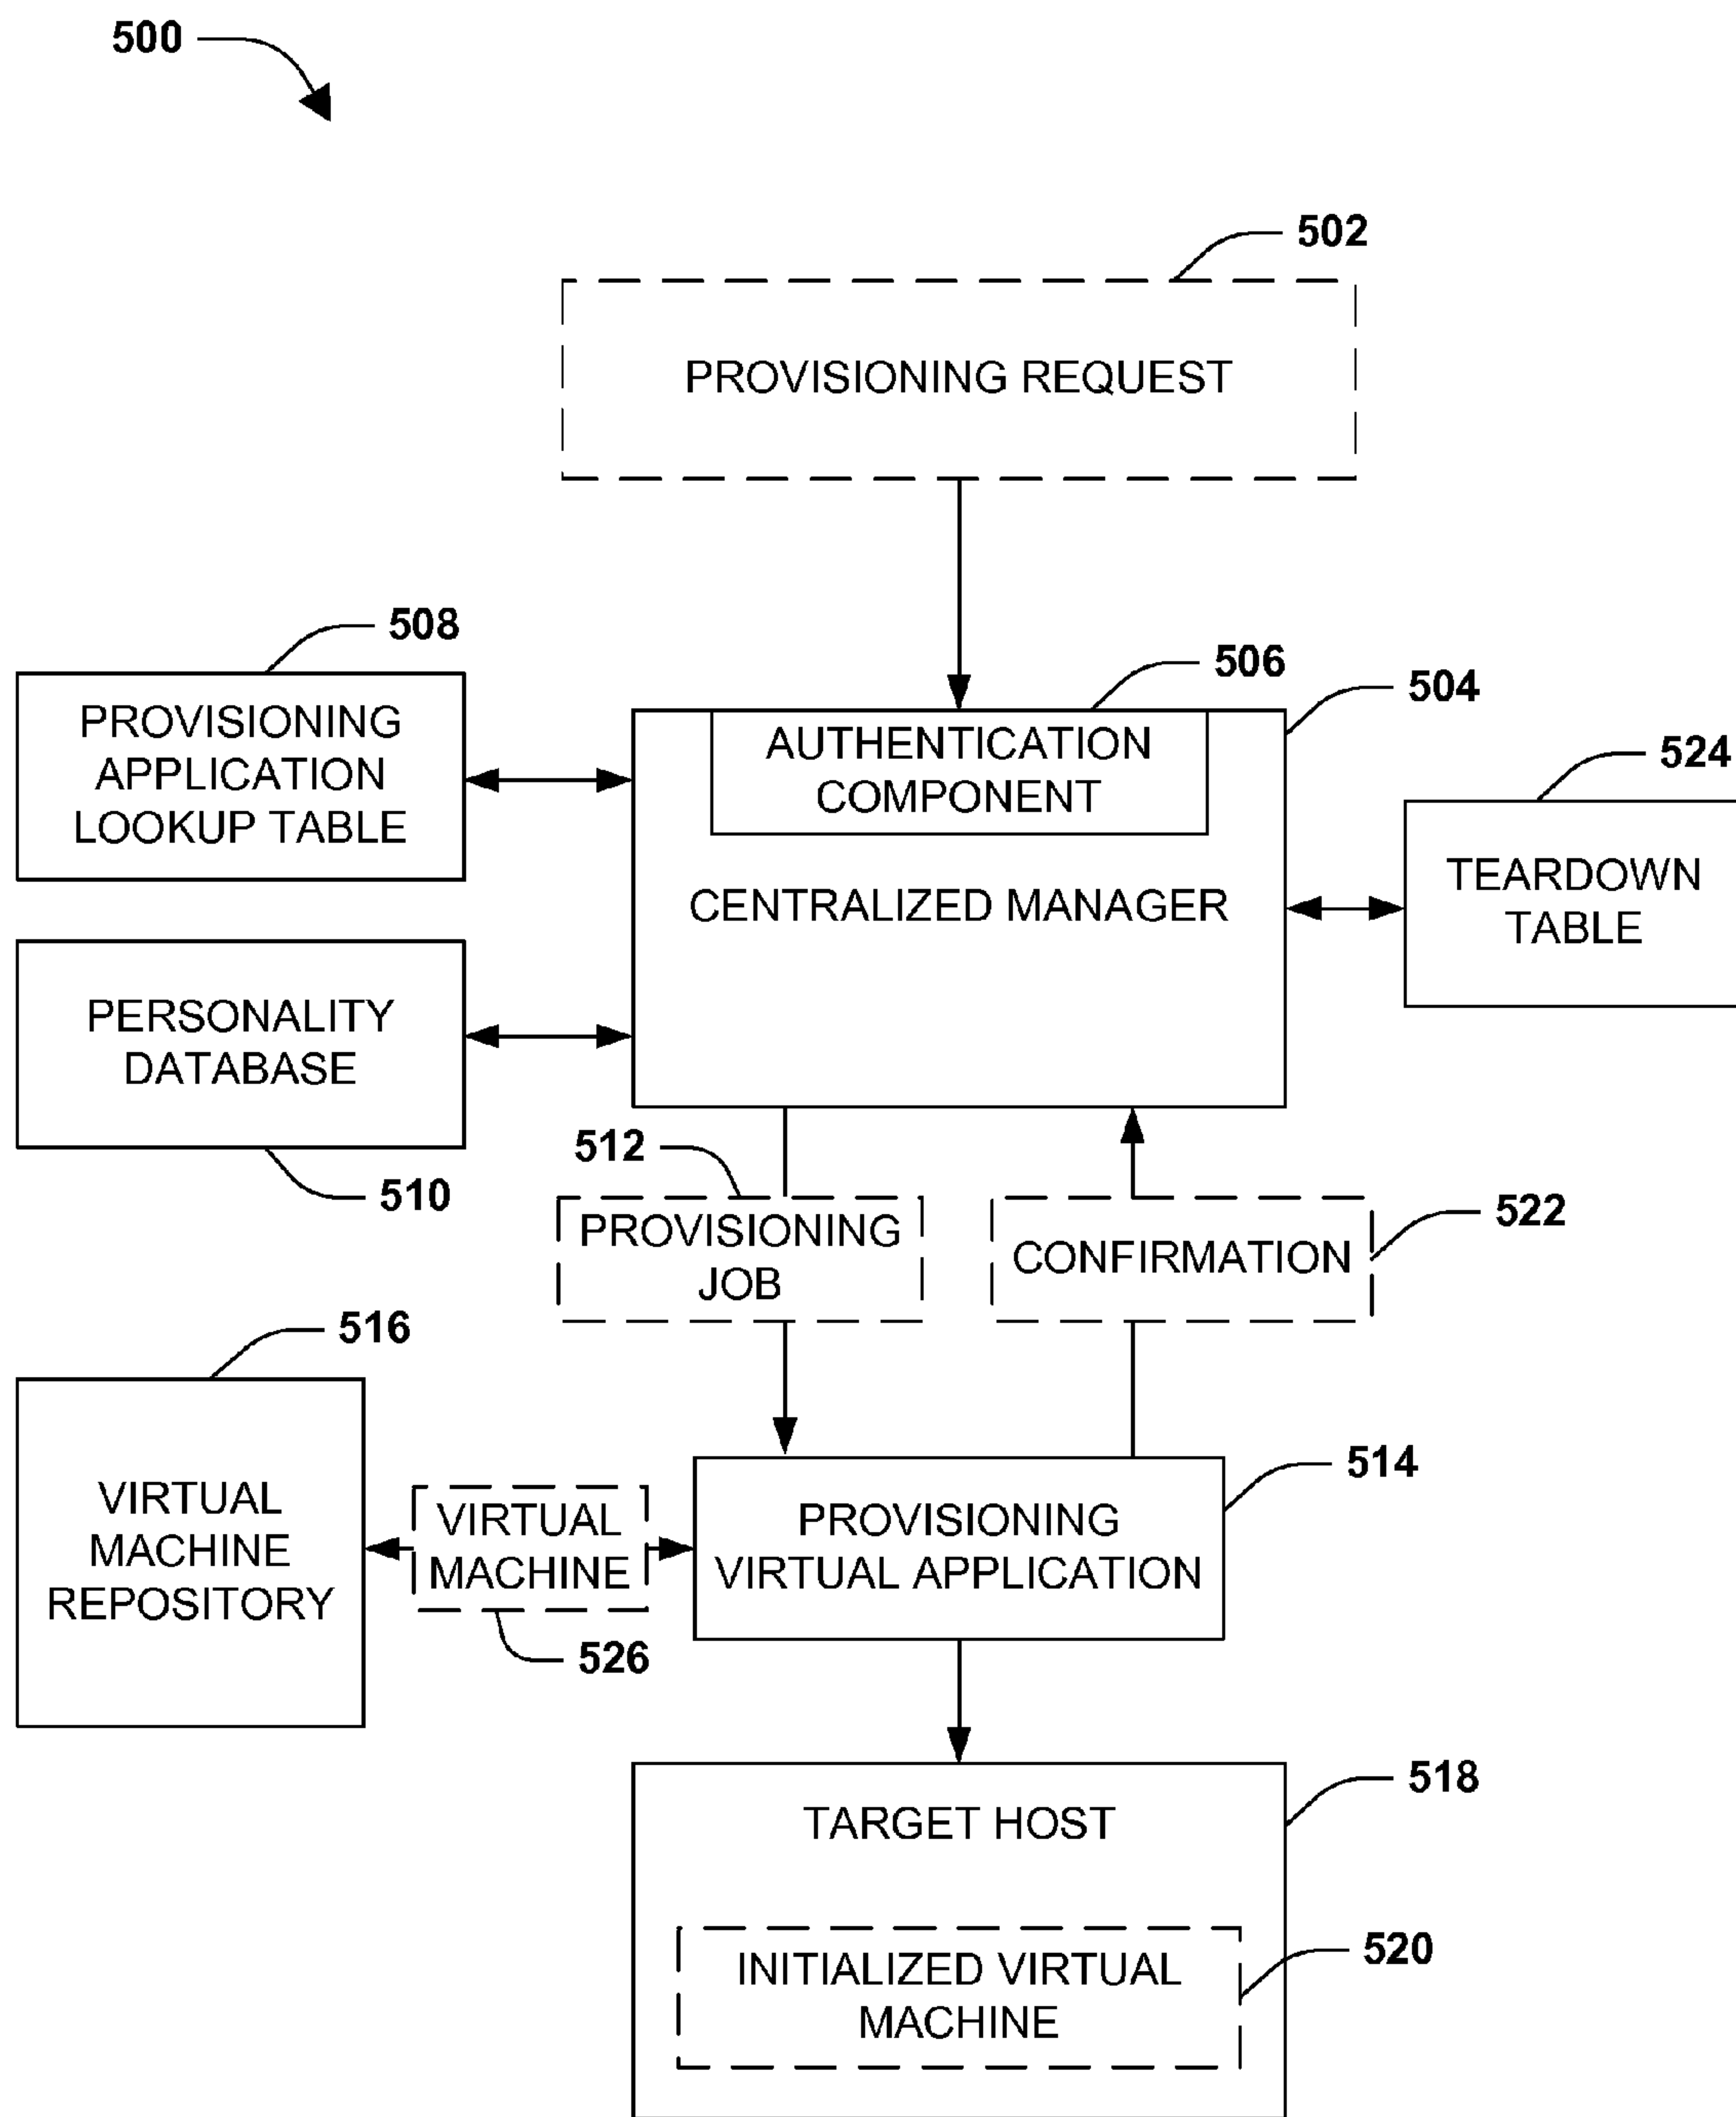 500
502
PROVISIONING REQUEST
508
506
504
524
PROVISIONING
APPLICATION
LOOKUP TABLE
AUTHENTICATION
COMPONENT
CENTRALIZED MANAGER
TEARDOWN
TABLE
PERSONALITY
DATABASE
510
512
PROVISIONING
JOB
CONFIRMATION
522
516
VIRTUAL
MACHINE
REPOSITORY
VIRTUAL
MACHINE
526
PROVISIONING
VIRTUAL APPLICATION
514
TARGET HOST
518
INITIALIZED VIRTUAL
MACHINE
520